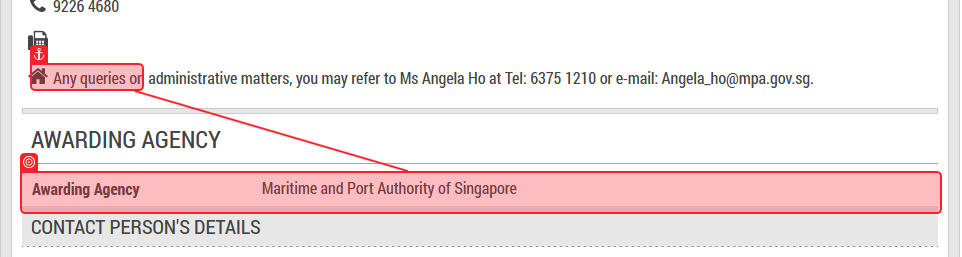 9226 4680
Any queries on administrative matters, you may refer to Ms Angela Ho at Tel: 6375 1210 or e-mail: Angela_ho@mpa.gov.sg.
AWARDING AGENCY
Awarding Agency Maritime and Port Authority of Singapore
CONTACT PERSON'S DETAILS